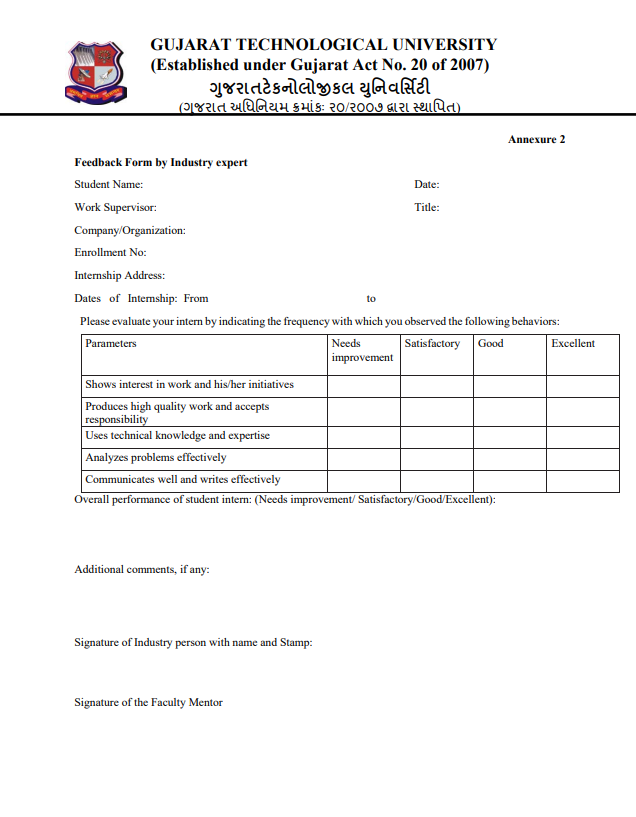 GUJARAT TECHNOLOGICAL UNIVERSITY
(Established under Gujarat Act No. 20 of 2007)
ગુજરાતટેકનોલોજીકલ યુનિવર્સિટી
(ગુજરાત અધિનિયમ ક્રમાંકઃ ૨૦/૨૦૦૭ દ્વારા સ્થાપિત)
Annexure 2
Feedback Form by Industry expert
Student Name: Date:
Work Supervisor: Title:
Company/Organization:
Enrollment No:
Internship Address:
Dates of Internship: From to
Please evaluate your intern by indicating the frequency with which you observed the following behaviors:
Parameters Needs improvement Satisfactory Good Excellent
Shows interest in work and his/her initiatives
Produces high quality work and accepts
responsibility
Uses technical knowledge and expertise
Analyzes problems effectively
Communicates well and writes effectively
Overall performance of student intern: (Needs improvement/ Satisfactory/Good/Excellent):
Additional comments, if any:
Signature of Industry person with name and Stamp:
Signature of the Faculty Mentor